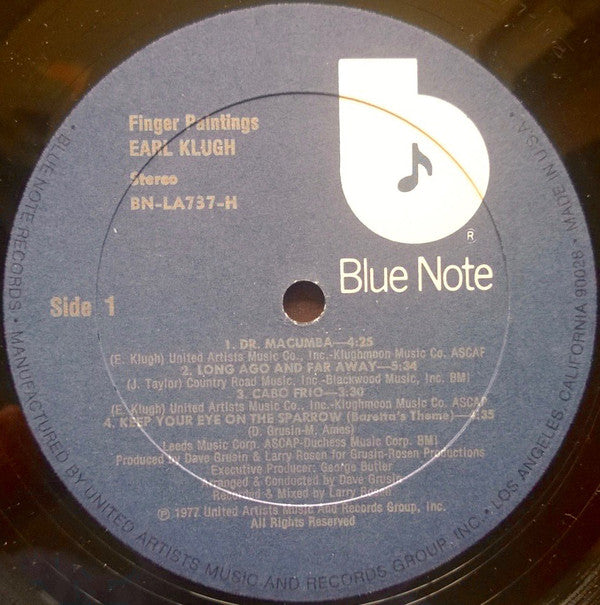 Finger Paintings
EARL KLUGH
Stereo
BN-LA737-H
®
Blue Note
Side 1
1. DR. MACUMBA—4:25
(E. Klugh) United Artists Music Co., Inc.-Klughmoon Music Co. ASCAP
2. LONG AGO AND FAR AWAY—5:34
(J. Taylor) Country Road Music, Inc.-Blackwood Music, Inc. BMI
3. CABO FRIO—3:30
(E. Klugh) United Artists Music Co., Inc.-Klughmoon Music Co. ASCAP
4. KEEP YOUR EYE ON THE SPARROW (Baretta's Theme)—4:35
(D. Grusin-M. Ames)
Leeds Music Corp. ASCAP-Duchess Music Corp. BMI
Produced by Dave Grusin & Larry Rosen for Grusin-Rosen Productions
Executive Producer: George Butler
Arranged & Conducted by Dave Grusin
Recorded & Mixed by Larry Rosen
℗ 1977 United Artists Music And Records Group, Inc.
All Rights Reserved
• BLUE NOTE RECORDS • MANUFACTURED BY UNITED ARTISTS MUSIC AND RECORDS GROUP, INC. • LOS ANGELES, CALIFORNIA 90028 • MADE IN U.S.A.